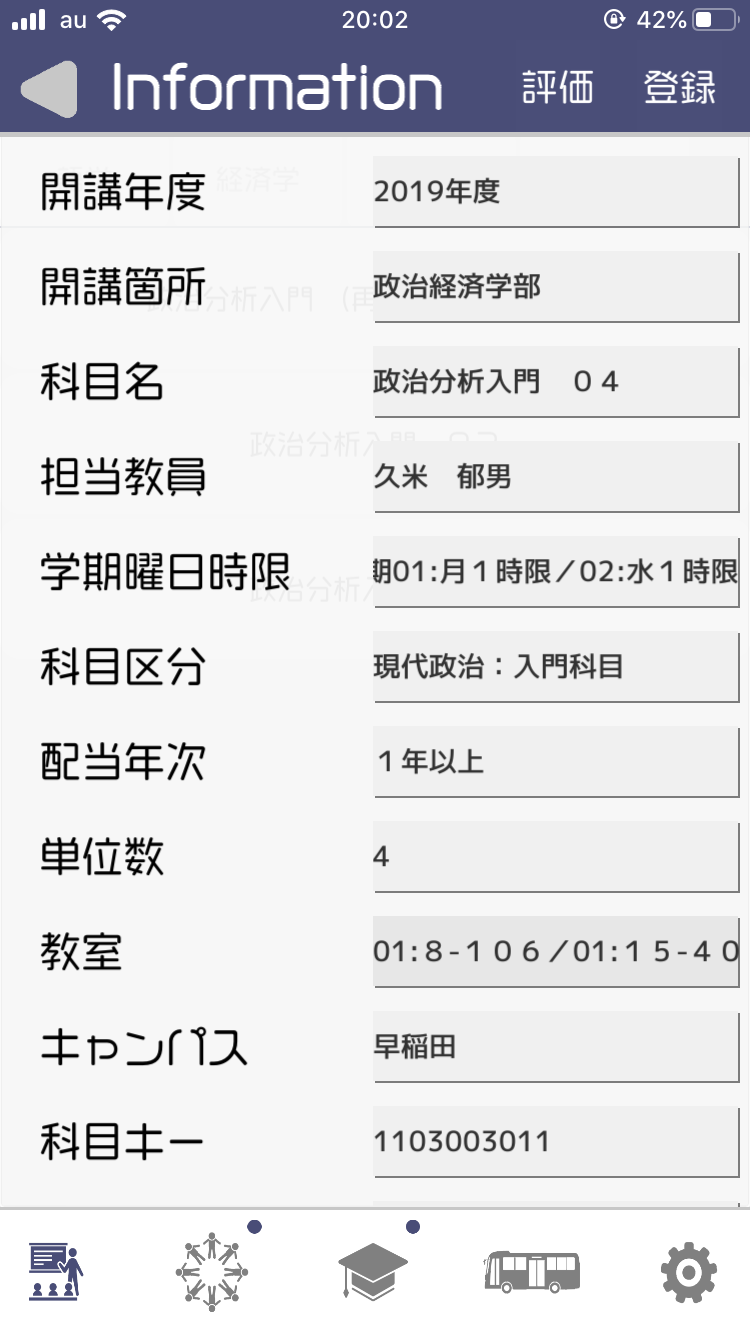 au 20:02 42%
Information 評価 登録
開講年度 2019年度
開講箇所 政治経済学部
科目名 政治分析入門　０４
担当教員 久米　郁男
学期曜日時限 期01:月１時限／02:水１時限
科目区分 現代政治：入門科目
配当年次 １年以上
単位数 4
教室 01:８-１０６／01:１５-４０
キャンパス 早稲田
科目キー 1103003011